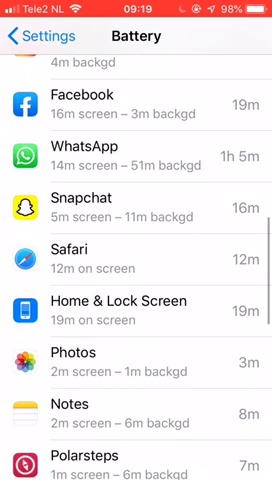 Tele2 NL 09:19 98%
Settings Battery
4m backgd
Facebook
16m screen – 3m backgd 19m
WhatsApp
14m screen – 51m backgd 1h 5m
Snapchat
5m screen – 11m backgd 16m
Safari
12m on screen 12m
Home & Lock Screen
19m on screen 19m
Photos
2m screen – 1m backgd 3m
Notes
2m screen – 6m backgd 8m
Polarsteps
1m screen – 6m backgd 7m